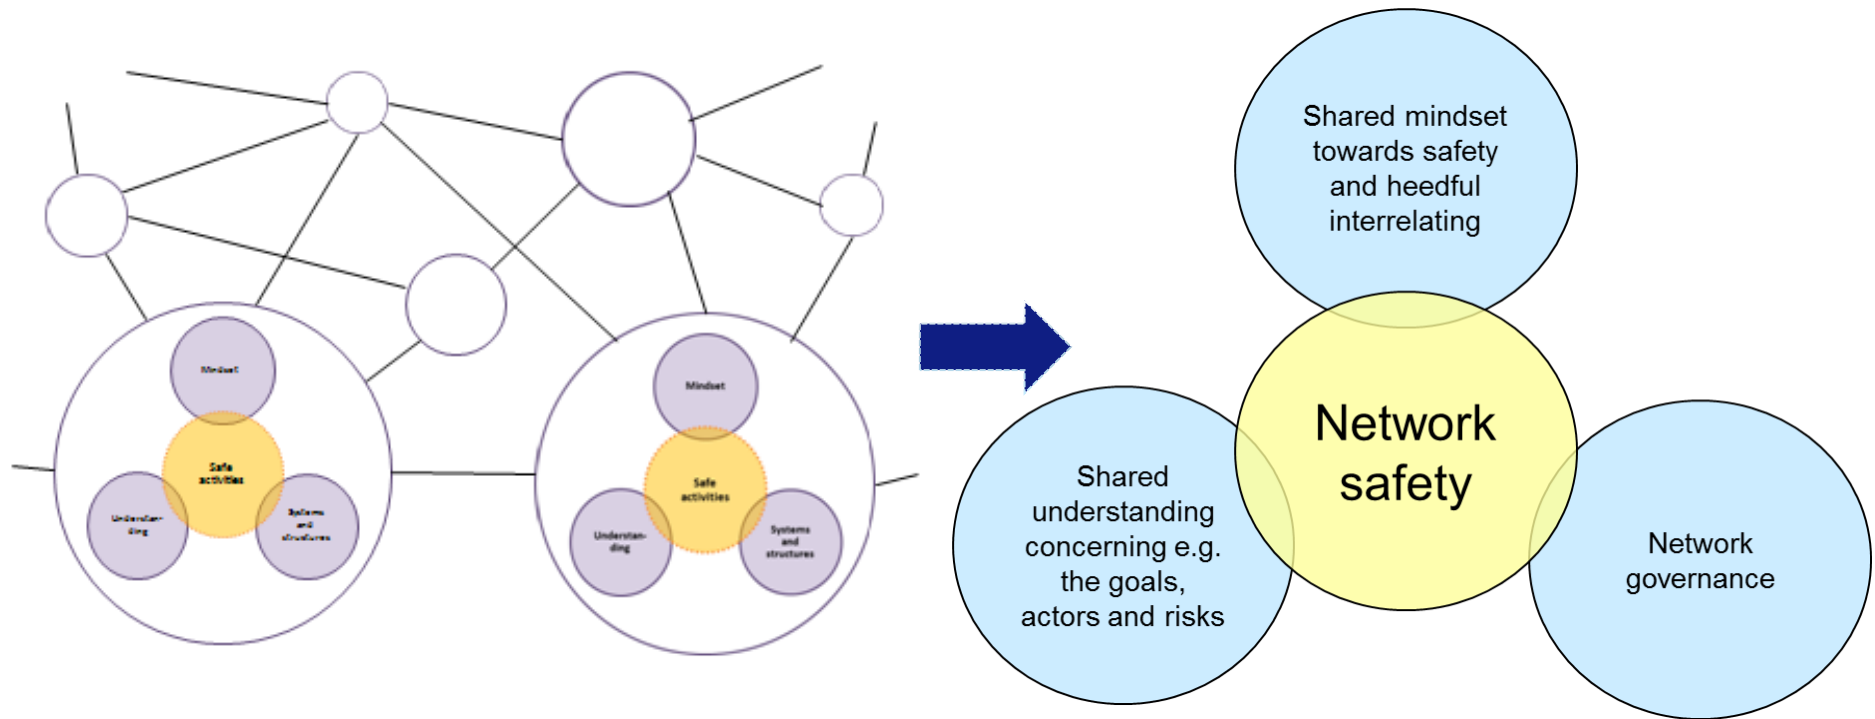 Mindset
Safe
activities
Understan-
ding
Systems
and
structures
Mindset
Safe
activities
Understan-
ding
Systems
and
structures
Shared mindset
towards safety
and heedful
interrelating
Network
safety
Shared
understanding
concerning e.g.
the goals,
actors and risks
Network
governance